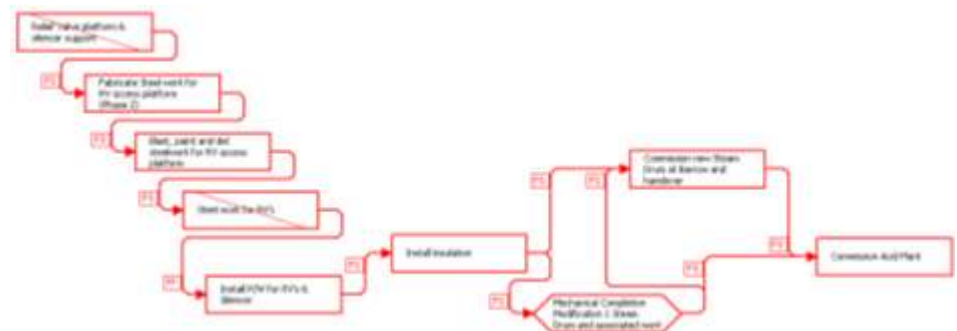 Relief Valve platform &
silencer support
FS
Fabricate Steelwork for
RV access platform
(Phase 2)
FS
Blast, paint and del
steelwork for RV access
platform
FS
Steel work for RV's
Install P/W for RV's &
Silencer
FS
Install Insulation
FS
FS
Commission new Steam
Drum at Barrow and
handover
FS
Mechanical Completion
Modification 1 Steam
Drum and associated work
FS
FS
Commission Acid Plant